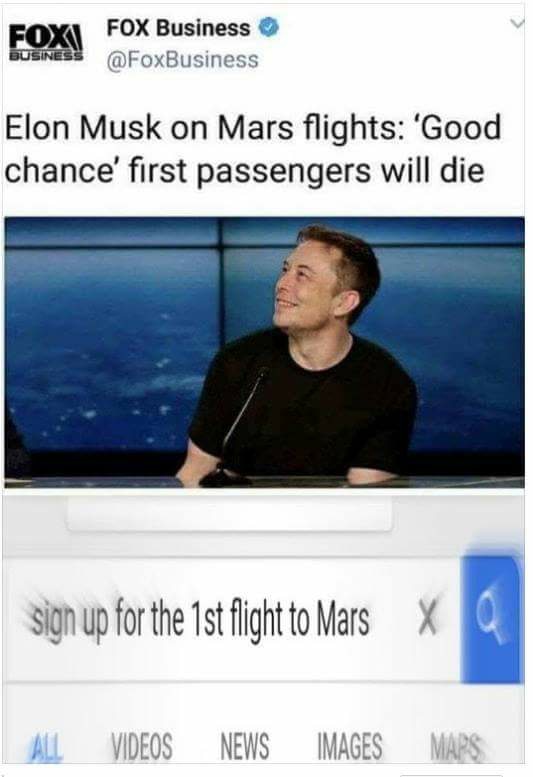 FOX
BUSINESS
FOX Business
@FoxBusiness
Elon Musk on Mars flights: ‘Good
chance’ first passengers will die
sign up for the 1st flight to Mars X
ALL VIDEOS NEWS IMAGES MAPS